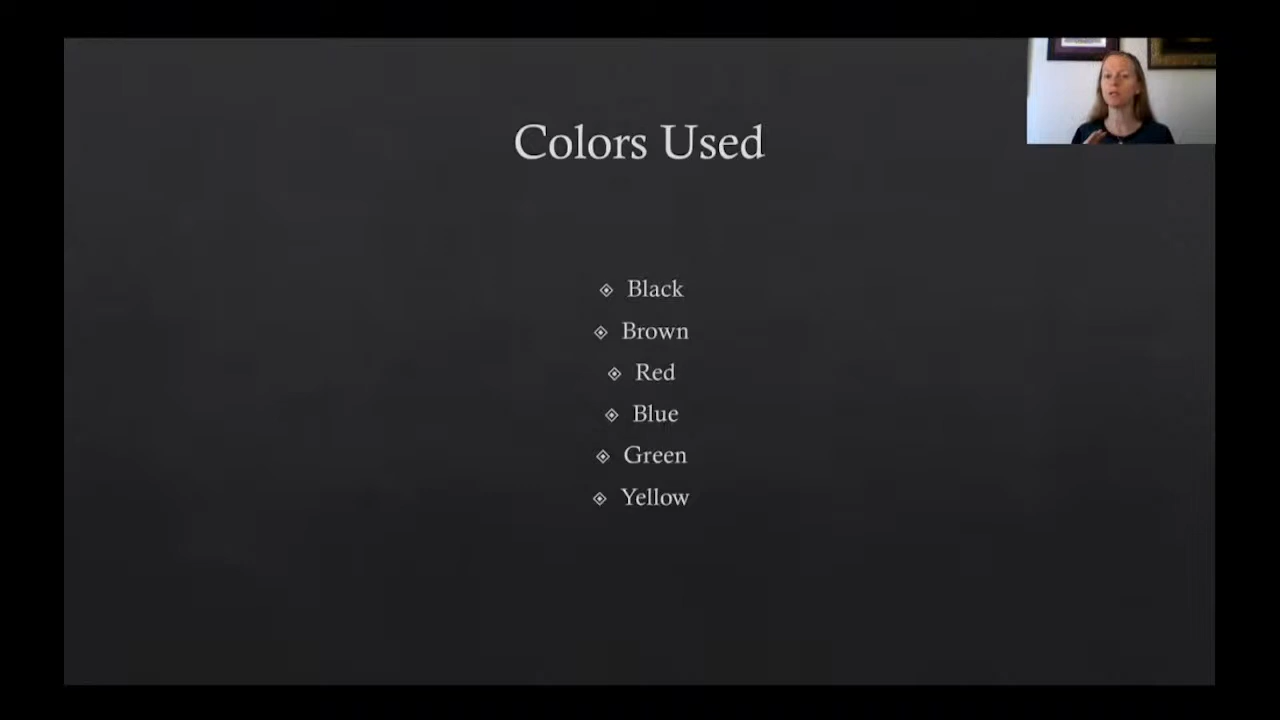 Colors Used
Black
Brown
Red
Blue
Green
Yellow